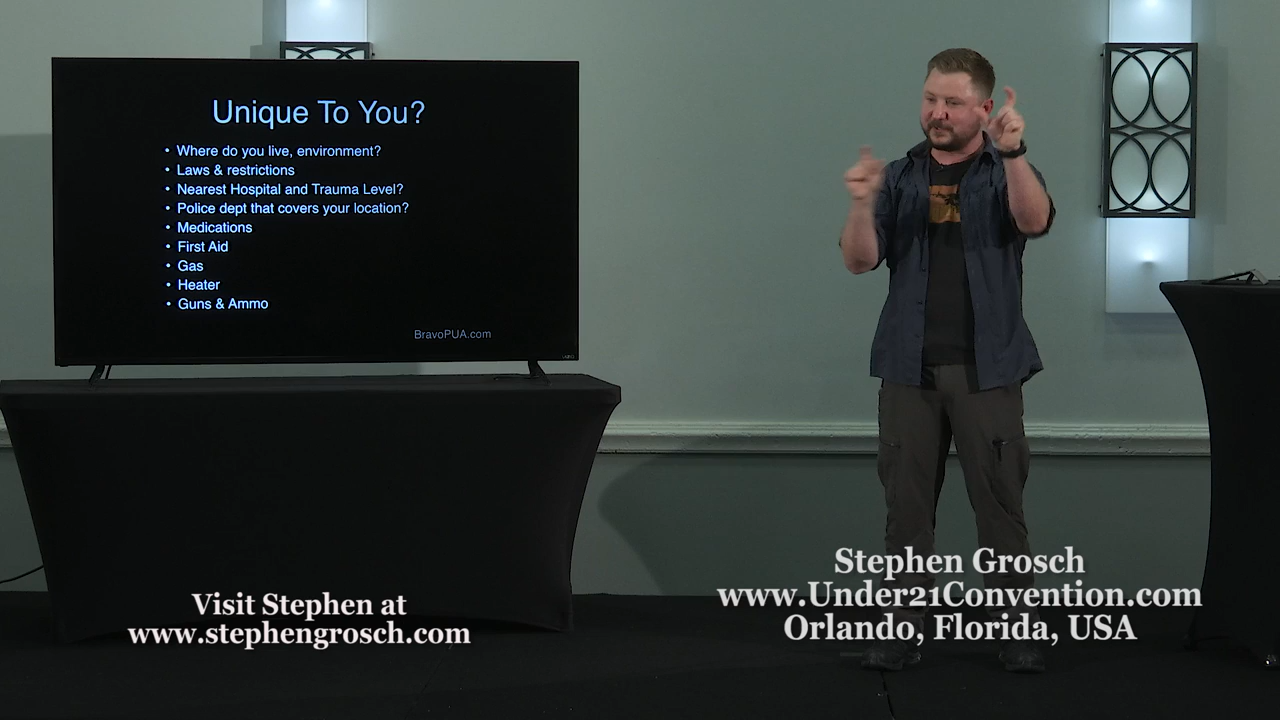 Unique To You?
• Where do you live, environment?
• Laws & restrictions
• Nearest Hospital and Trauma Level?
• Police dept that covers your location?
• Medications
• First Aid
• Gas
• Heater
• Guns & Ammo
BravoPUA.com
VIZIO
Visit Stephen at
www.stephengrosch.com
Stephen Grosch
www.Under21Convention.com
Orlando, Florida, USA